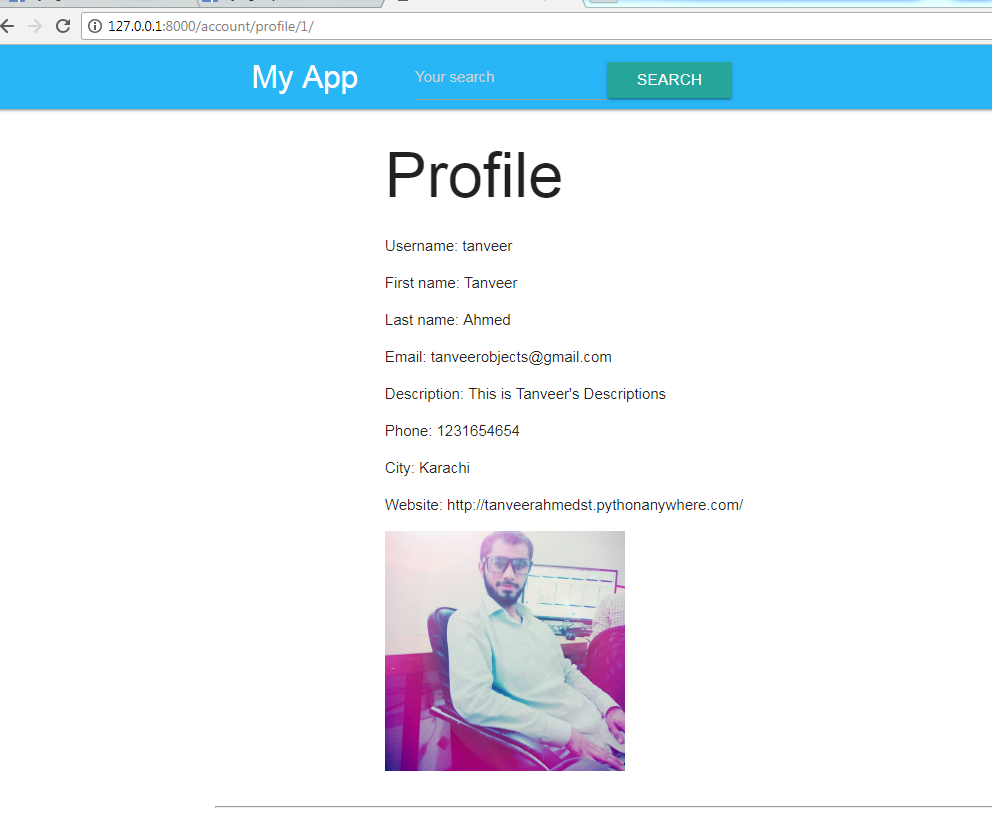 127.0.0.1:8000/account/profile/1/
My App
Your search
SEARCH
Profile
Username: tanveer
First name: Tanveer
Last name: Ahmed
Email: tanveerobjects@gmail.com
Description: This is Tanveer's Descriptions
Phone: 1231654654
City: Karachi
Website: http://tanveerahmedst.pythonanywhere.com/